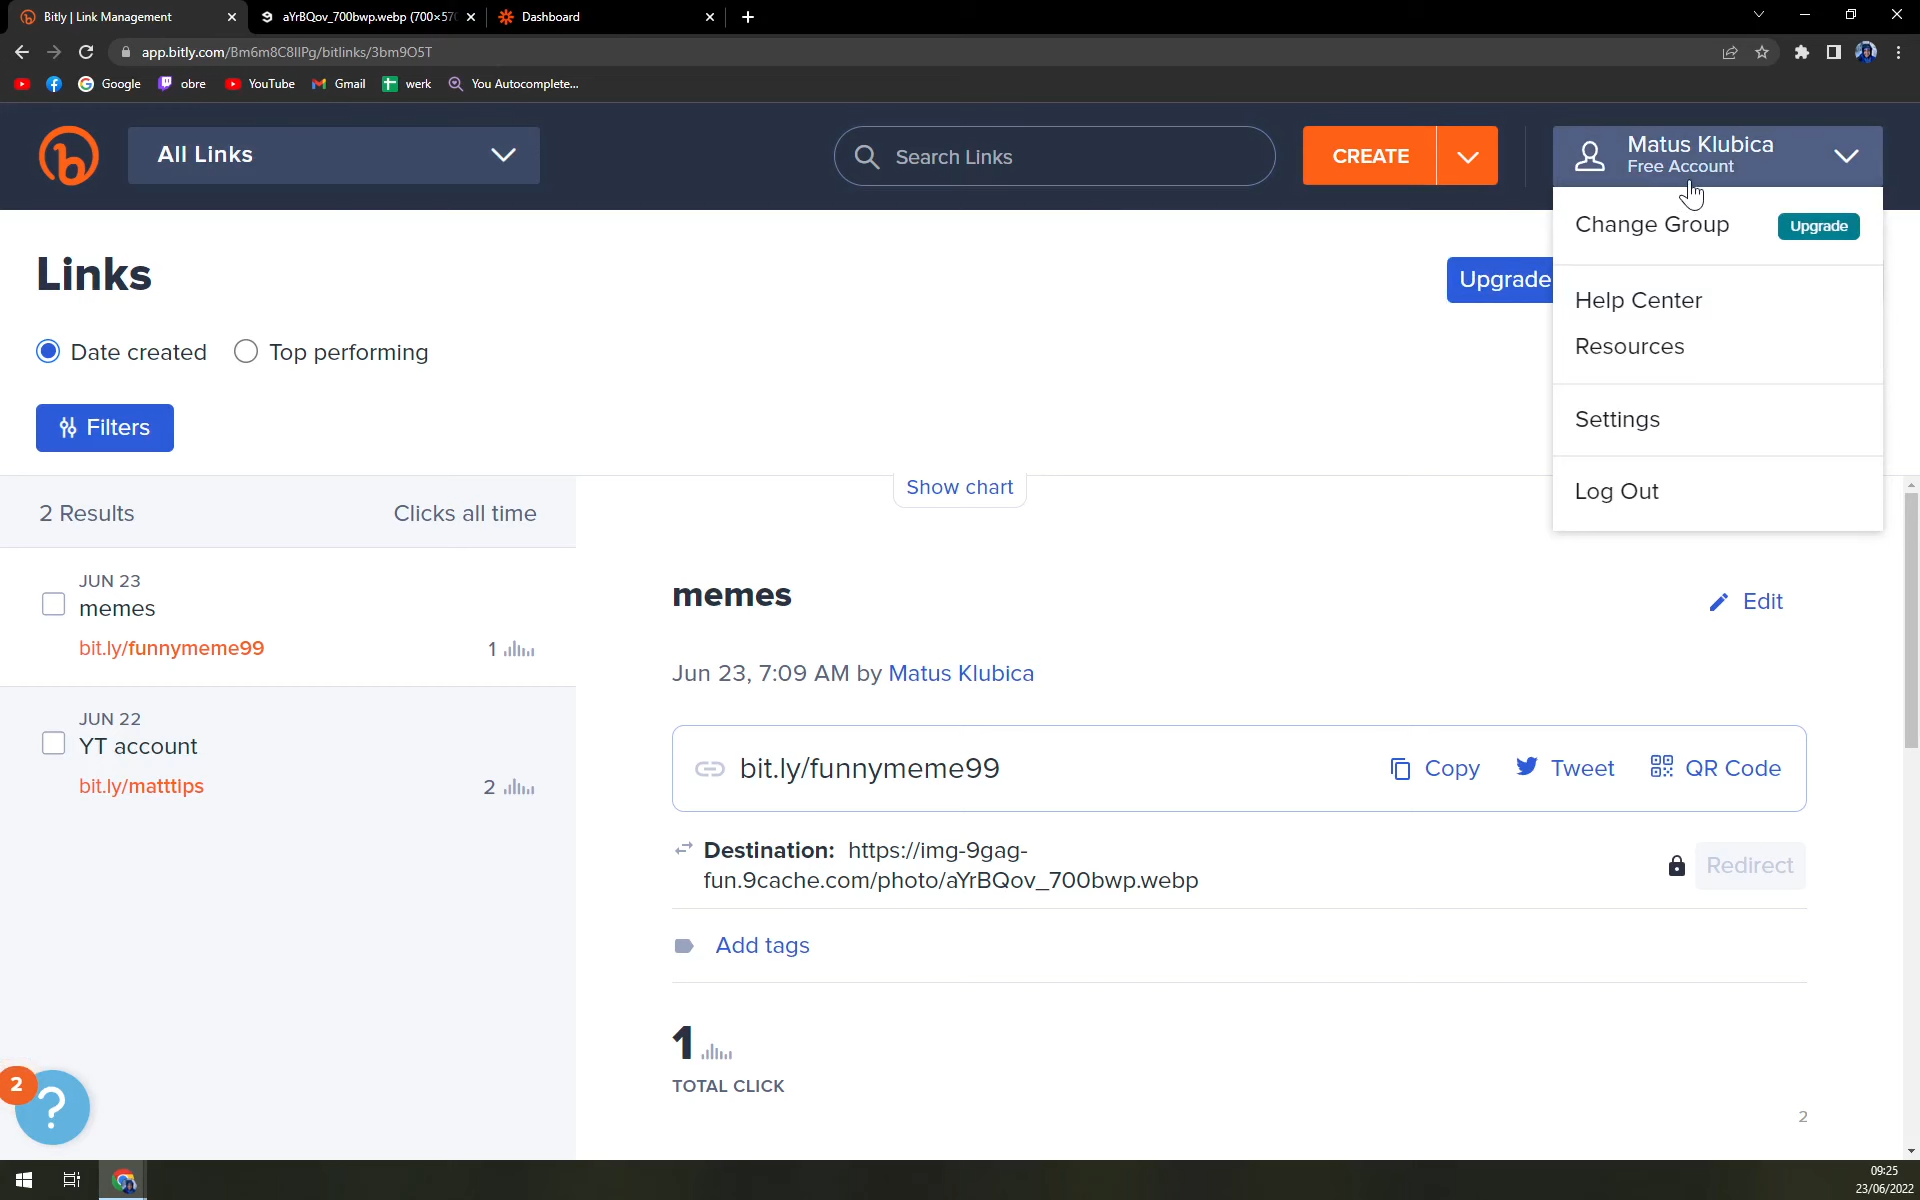 Bitly | Link Management
aYrBQov_700bwp.webp (700×57
Dashboard
app.bitly.com/Bm6m8C8IIPg/bitlinks/3bm9O5T
Google
obre
YouTube
Gmail
werk
You Autocomplete...
All Links
Search Links
CREATE
Matus Klubica
Free Account
Change Group
Upgrade
Links
Upgrade
Help Center
Date created
Top performing
Resources
Filters
Settings
Show chart
Log Out
2 Results
Clicks all time
JUN 23
memes
bit.ly/funnymeme99
1
JUN 22
YT account
bit.ly/matttips
2
memes
Edit
Jun 23, 7:09 AM by Matus Klubica
bit.ly/funnymeme99
Copy
Tweet
QR Code
Destination: https://img-9gag-
fun.9cache.com/photo/aYrBQov_700bwp.webp
Redirect
Add tags
1
TOTAL CLICK
2
2
?
09:25
23/06/2022